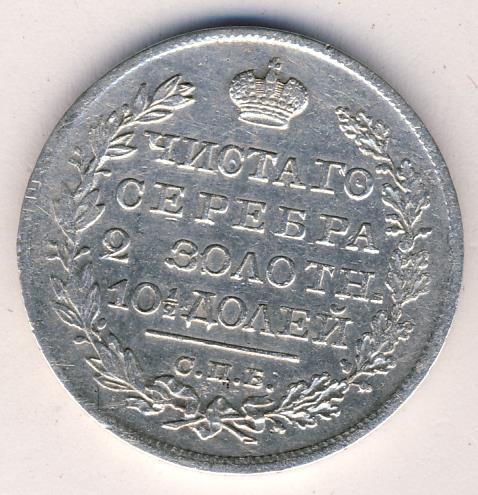 ЧИСТАГО
СЕРЕБРА
2 ЗОЛОТН.
10½ ДОЛЕЙ
С.П.Б.